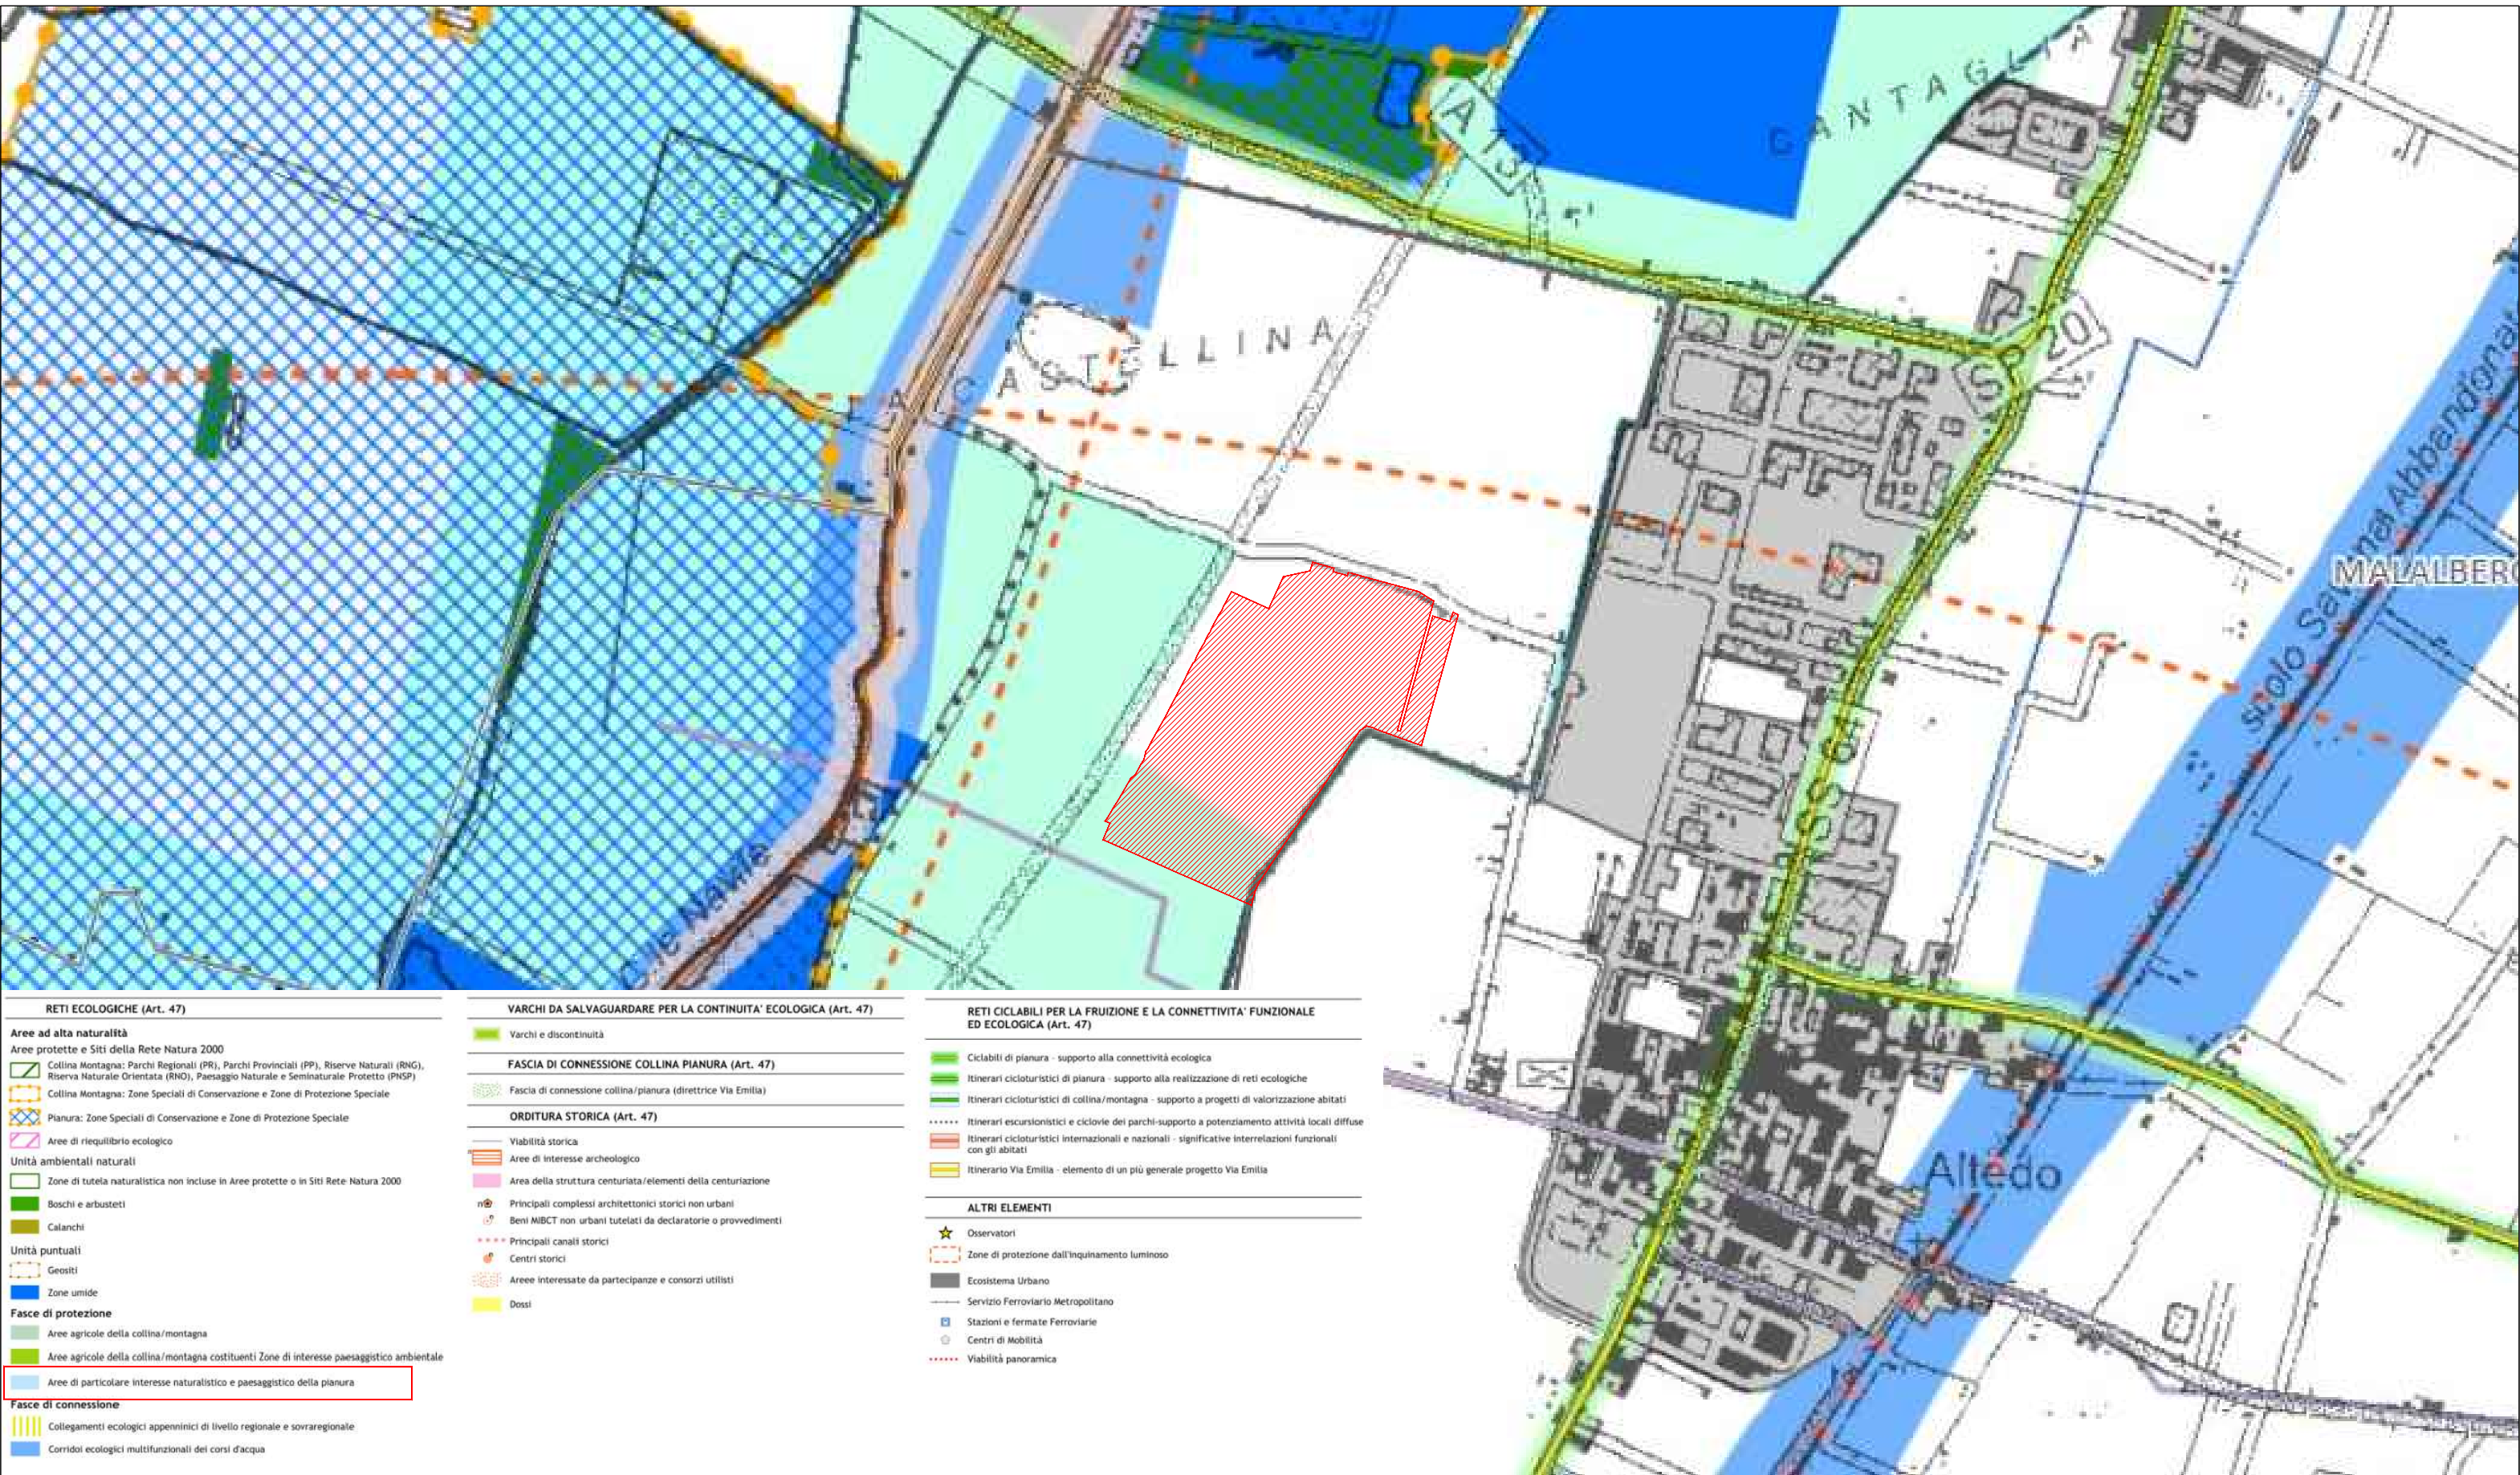 CANTAGLIA
A13
LA CASTELLINA
SP20
MALALBERG
Scolo Savena Abbandonat
Navile
Altedo
RETI ECOLOGICHE (Art. 47)
Aree ad alta naturalità
Aree protette e Siti della Rete Natura 2000
Collina Montagna: Parchi Regionali (PR), Parchi Provinciali (PP), Riserve Naturali (RNG),
Riserva Naturale Orientata (RNO), Paesaggio Naturale e Seminaturale Protetto (PNSP)
Collina Montagna: Zone Speciali di Conservazione e Zone di Protezione Speciale
Pianura: Zone Speciali di Conservazione e Zone di Protezione Speciale
Aree di riequilibrio ecologico
Unità ambientali naturali
Zone di tutela naturalistica non incluse in Aree protette o in Siti Rete Natura 2000
Boschi e arbusteti
Calanchi
Unità puntuali
Geositi
Zone umide
Fasce di protezione
Aree agricole della collina/montagna
Aree agricole della collina/montagna costituenti Zone di interesse paesaggistico ambientale
Aree di particolare interesse naturalistico e paesaggistico della pianura
Fasce di connessione
Collegamenti ecologici appenninici di livello regionale e sovraregionale
Corridoi ecologici multifunzionali dei corsi d'acqua
VARCHI DA SALVAGUARDARE PER LA CONTINUITA' ECOLOGICA (Art. 47)
Varchi e discontinuità
FASCIA DI CONNESSIONE COLLINA PIANURA (Art. 47)
Fascia di connessione collina/pianura (direttrice Via Emilia)
ORDITURA STORICA (Art. 47)
Viabilità storica
Aree di interesse archeologico
Area della struttura centuriata/elementi della centuriazione
Principali complessi architettonici storici non urbani
Beni MIBCT non urbani tutelati da declaratorie o provvedimenti
Principali canali storici
Centri storici
Areee interessate da partecipanze e consorzi utilisti
Dossi
RETI CICLABILI PER LA FRUIZIONE E LA CONNETTIVITA' FUNZIONALE
ED ECOLOGICA (Art. 47)
Ciclabili di pianura - supporto alla connettività ecologica
Itinerari cicloturistici di pianura - supporto alla realizzazione di reti ecologiche
Itinerari cicloturistici di collina/montagna - supporto a progetti di valorizzazione abitati
Itinerari escursionistici e ciclovie dei parchi-supporto a potenziamento attività locali diffuse
Itinerari cicloturistici internazionali e nazionali - significative interrelazioni funzionali
con gli abitati
Itinerario Via Emilia - elemento di un più generale progetto Via Emilia
ALTRI ELEMENTI
Osservatori
Zone di protezione dall'inquinamento luminoso
Ecosistema Urbano
Servizio Ferroviario Metropolitano
Stazioni e fermate Ferroviarie
Centri di Mobilità
Viabilità panoramica